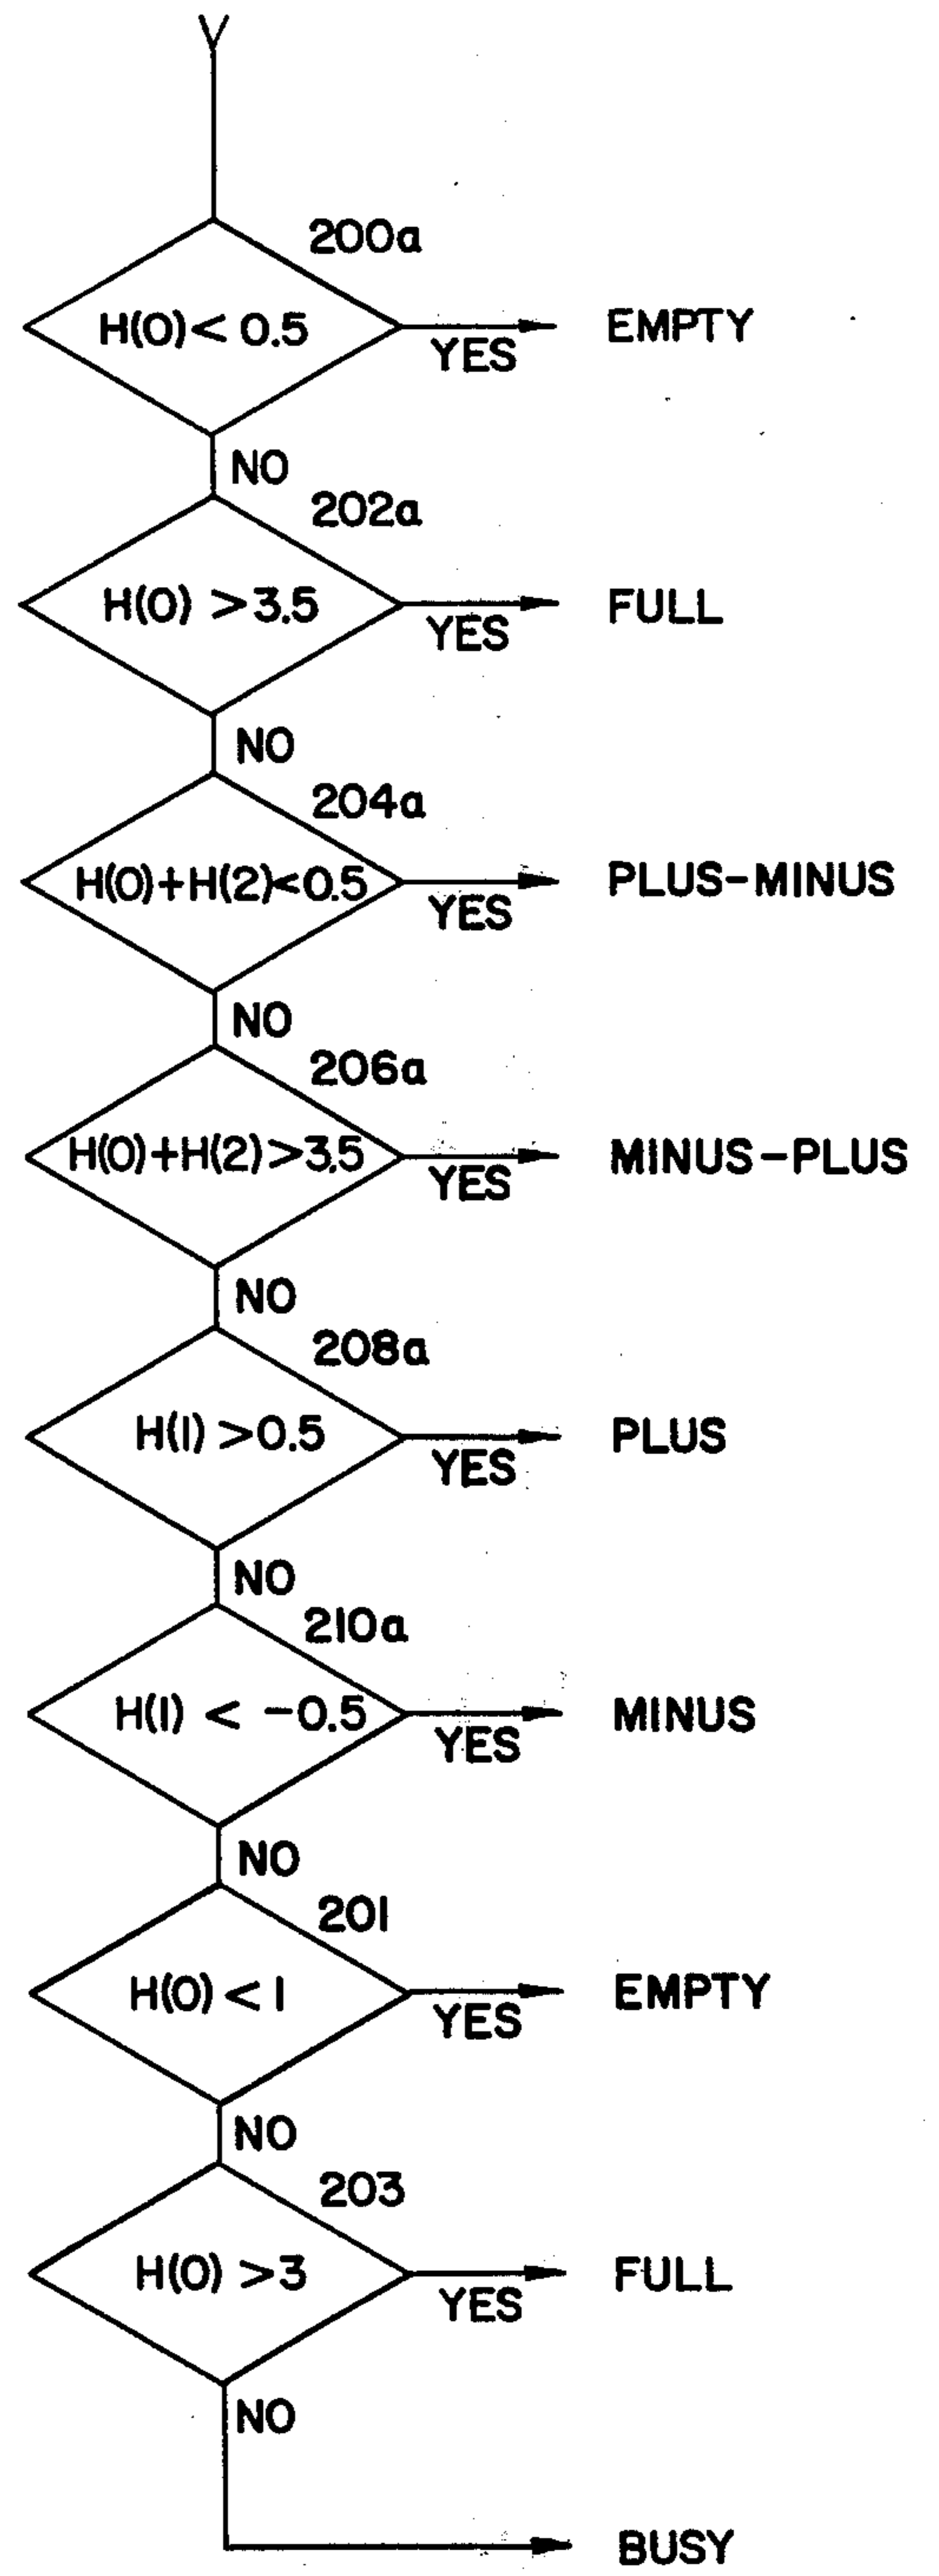 200a
H(0) < 0.5
YES
EMPTY
NO
202a
H(0) > 3.5
YES
FULL
NO
204a
H(0)+H(2)<0.5
YES
PLUS-MINUS
NO
206a
H(0)+H(2)>3.5
YES
MINUS-PLUS
NO
208a
H(1) > 0.5
YES
PLUS
NO
210a
H(1) < -0.5
YES
MINUS
NO
201
H(0) < 1
YES
EMPTY
NO
203
H(0) > 3
YES
FULL
NO
BUSY